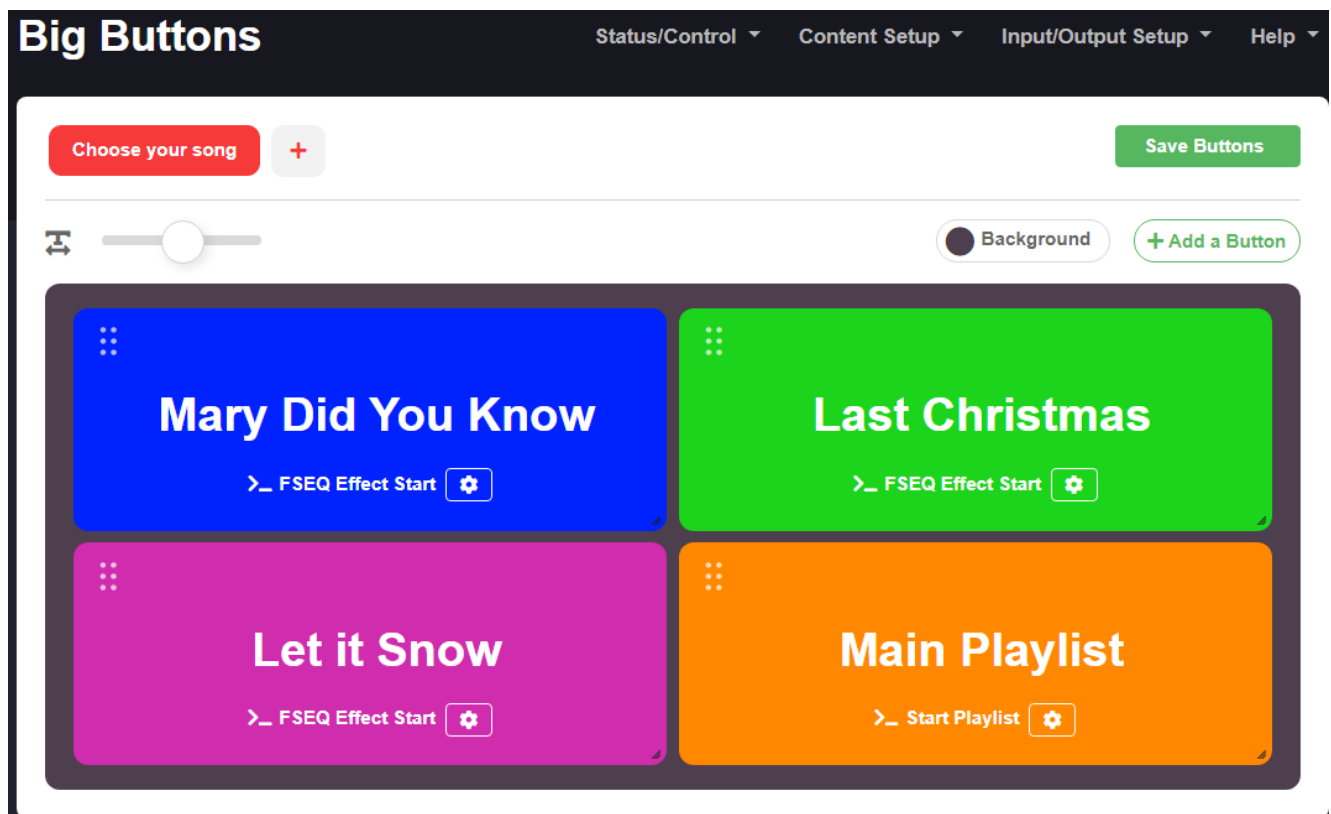 Big Buttons
Status/Control Content Setup Input/Output Setup Help
Choose your song + Save Buttons
Background + Add a Button
Mary Did You Know
>_ FSEQ Effect Start
Last Christmas
>_ FSEQ Effect Start
Let it Snow
>_ FSEQ Effect Start
Main Playlist
>_ Start Playlist